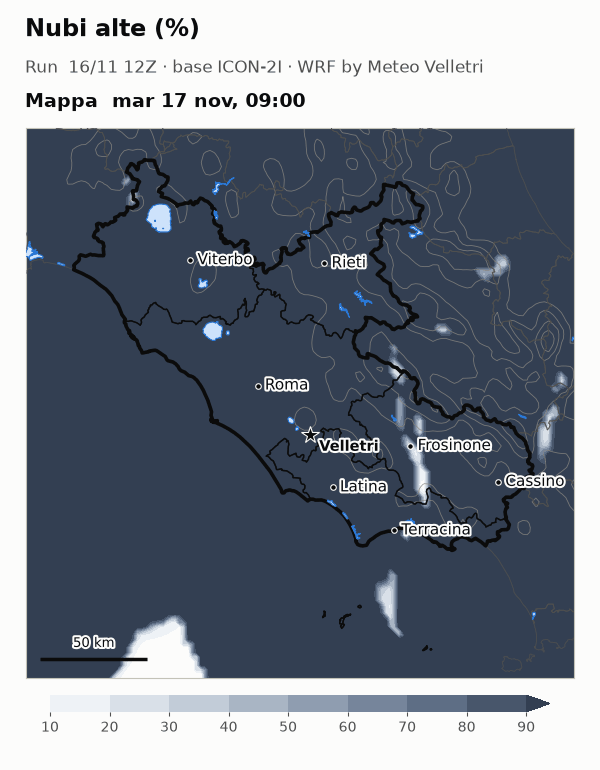 Nubi alte (%)
Run  16/11 12Z · base ICON-2I · WRF by Meteo Velletri
Mappa  mar 17 nov, 09:00
Viterbo
Rieti
Roma
Velletri
Frosinone
Cassino
Latina
Terracina
50 km
10 20 30 40 50 60 70 80 90